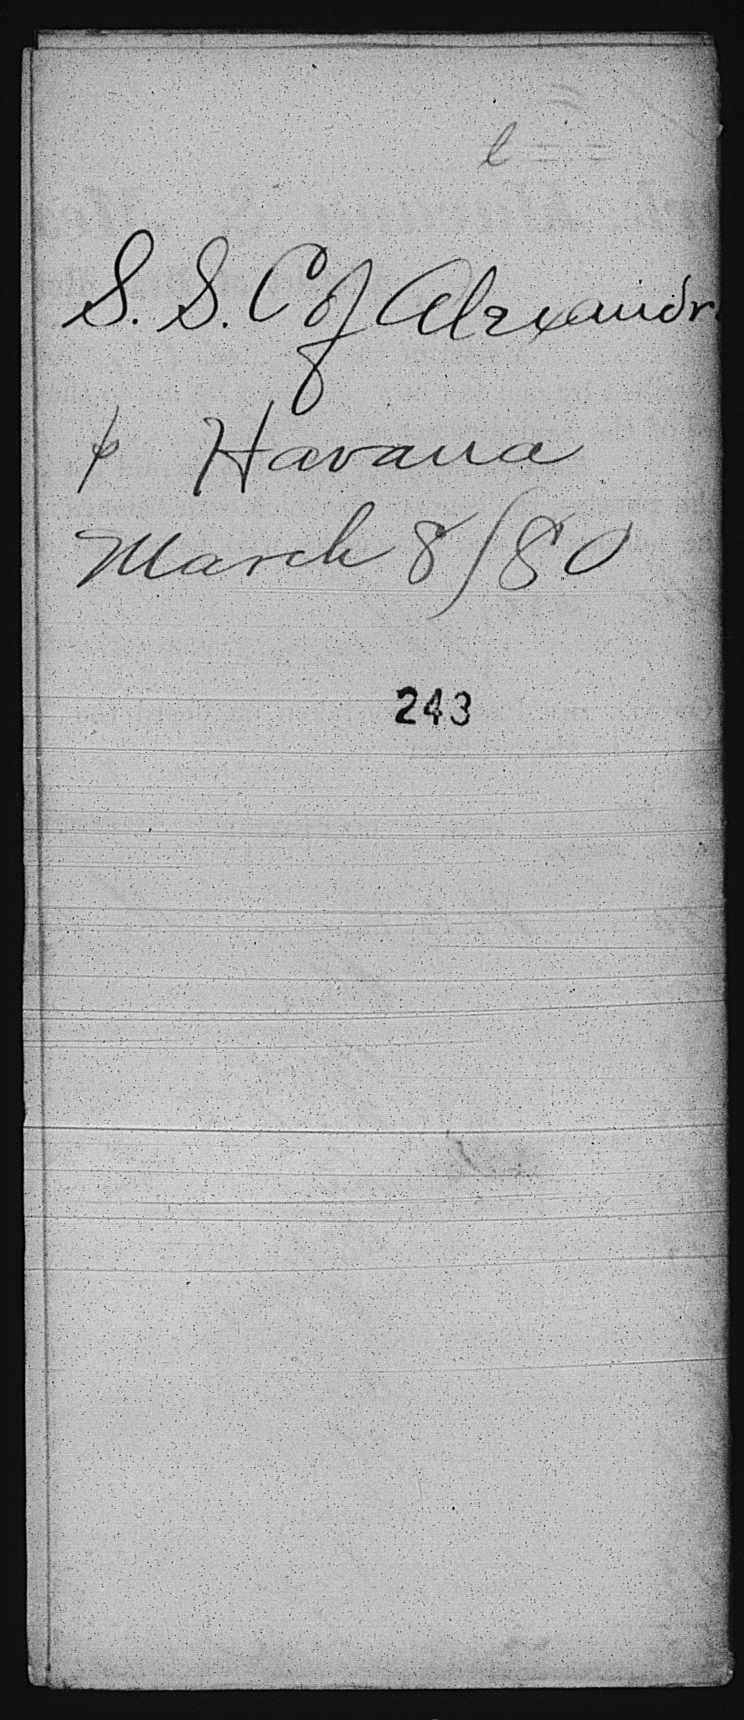 S. S. C of Alexandr
p Havana
March 8/80
243